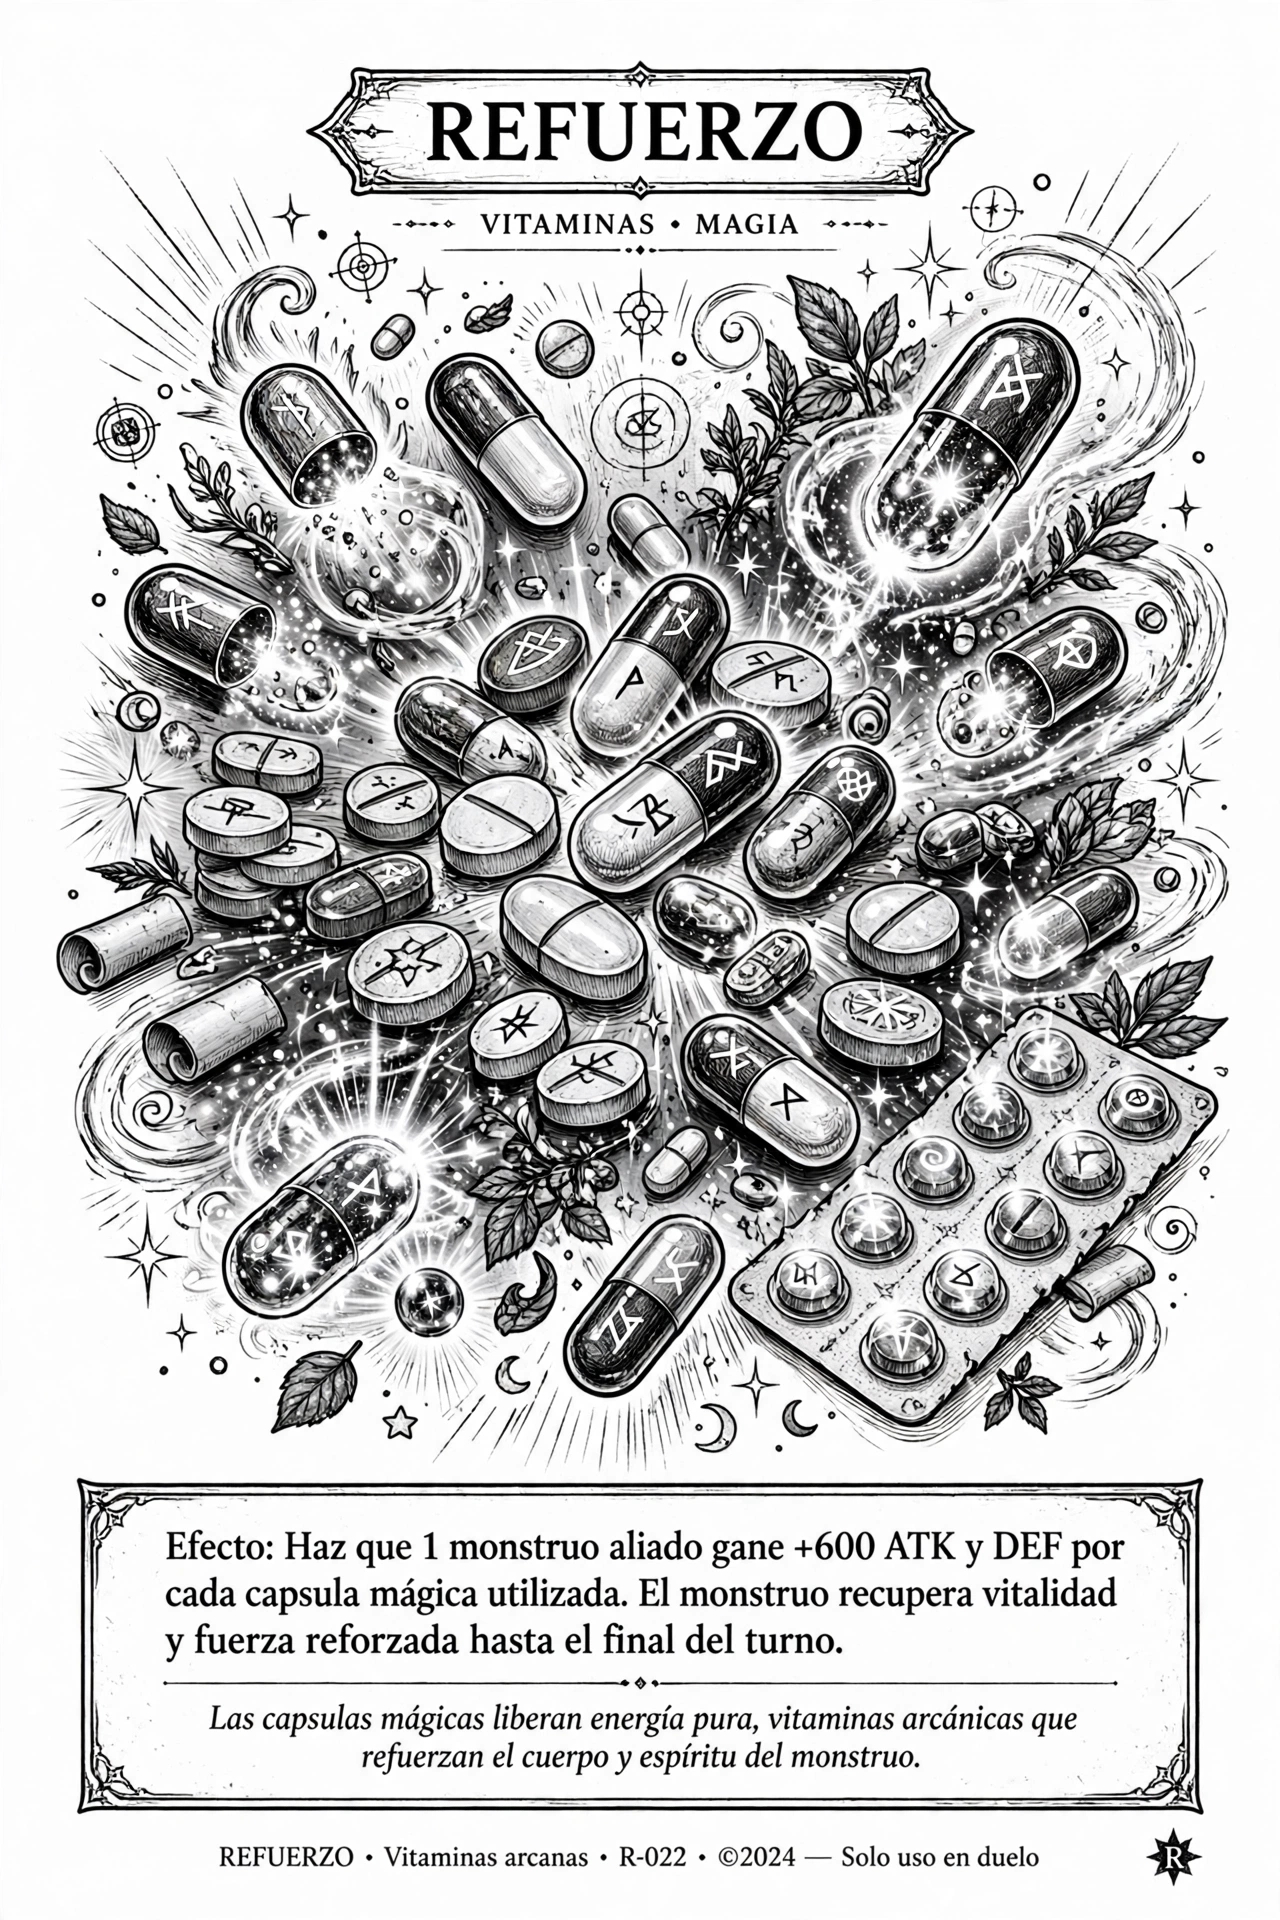 REFUERZO
VITAMINAS • MAGIA
Efecto: Haz que 1 monstruo aliado gane +600 ATK y DEF por
cada capsula mágica utilizada. El monstruo recupera vitalidad
y fuerza reforzada hasta el final del turno.
Las capsulas mágicas liberan energía pura, vitaminas arcánicas que
refuerzan el cuerpo y espíritu del monstruo.
REFUERZO • Vitaminas arcanas • R-022 • ©2024 — Solo uso en duelo
R